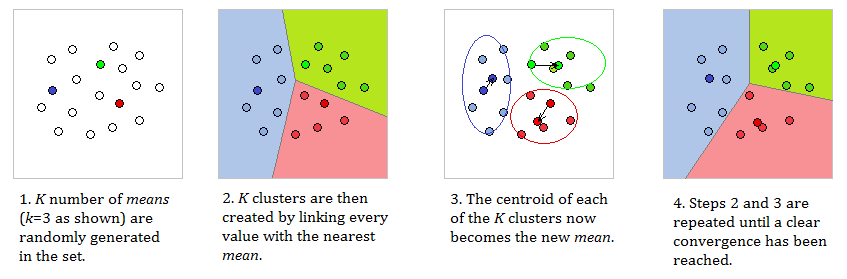 1. K number of means
(k=3 as shown) are
randomly generated
in the set.
2. K clusters are then
created by linking every
value with the nearest
mean.
3. The centroid of each
of the K clusters now
becomes the new mean.
4. Steps 2 and 3 are
repeated until a clear
convergence has been
reached.